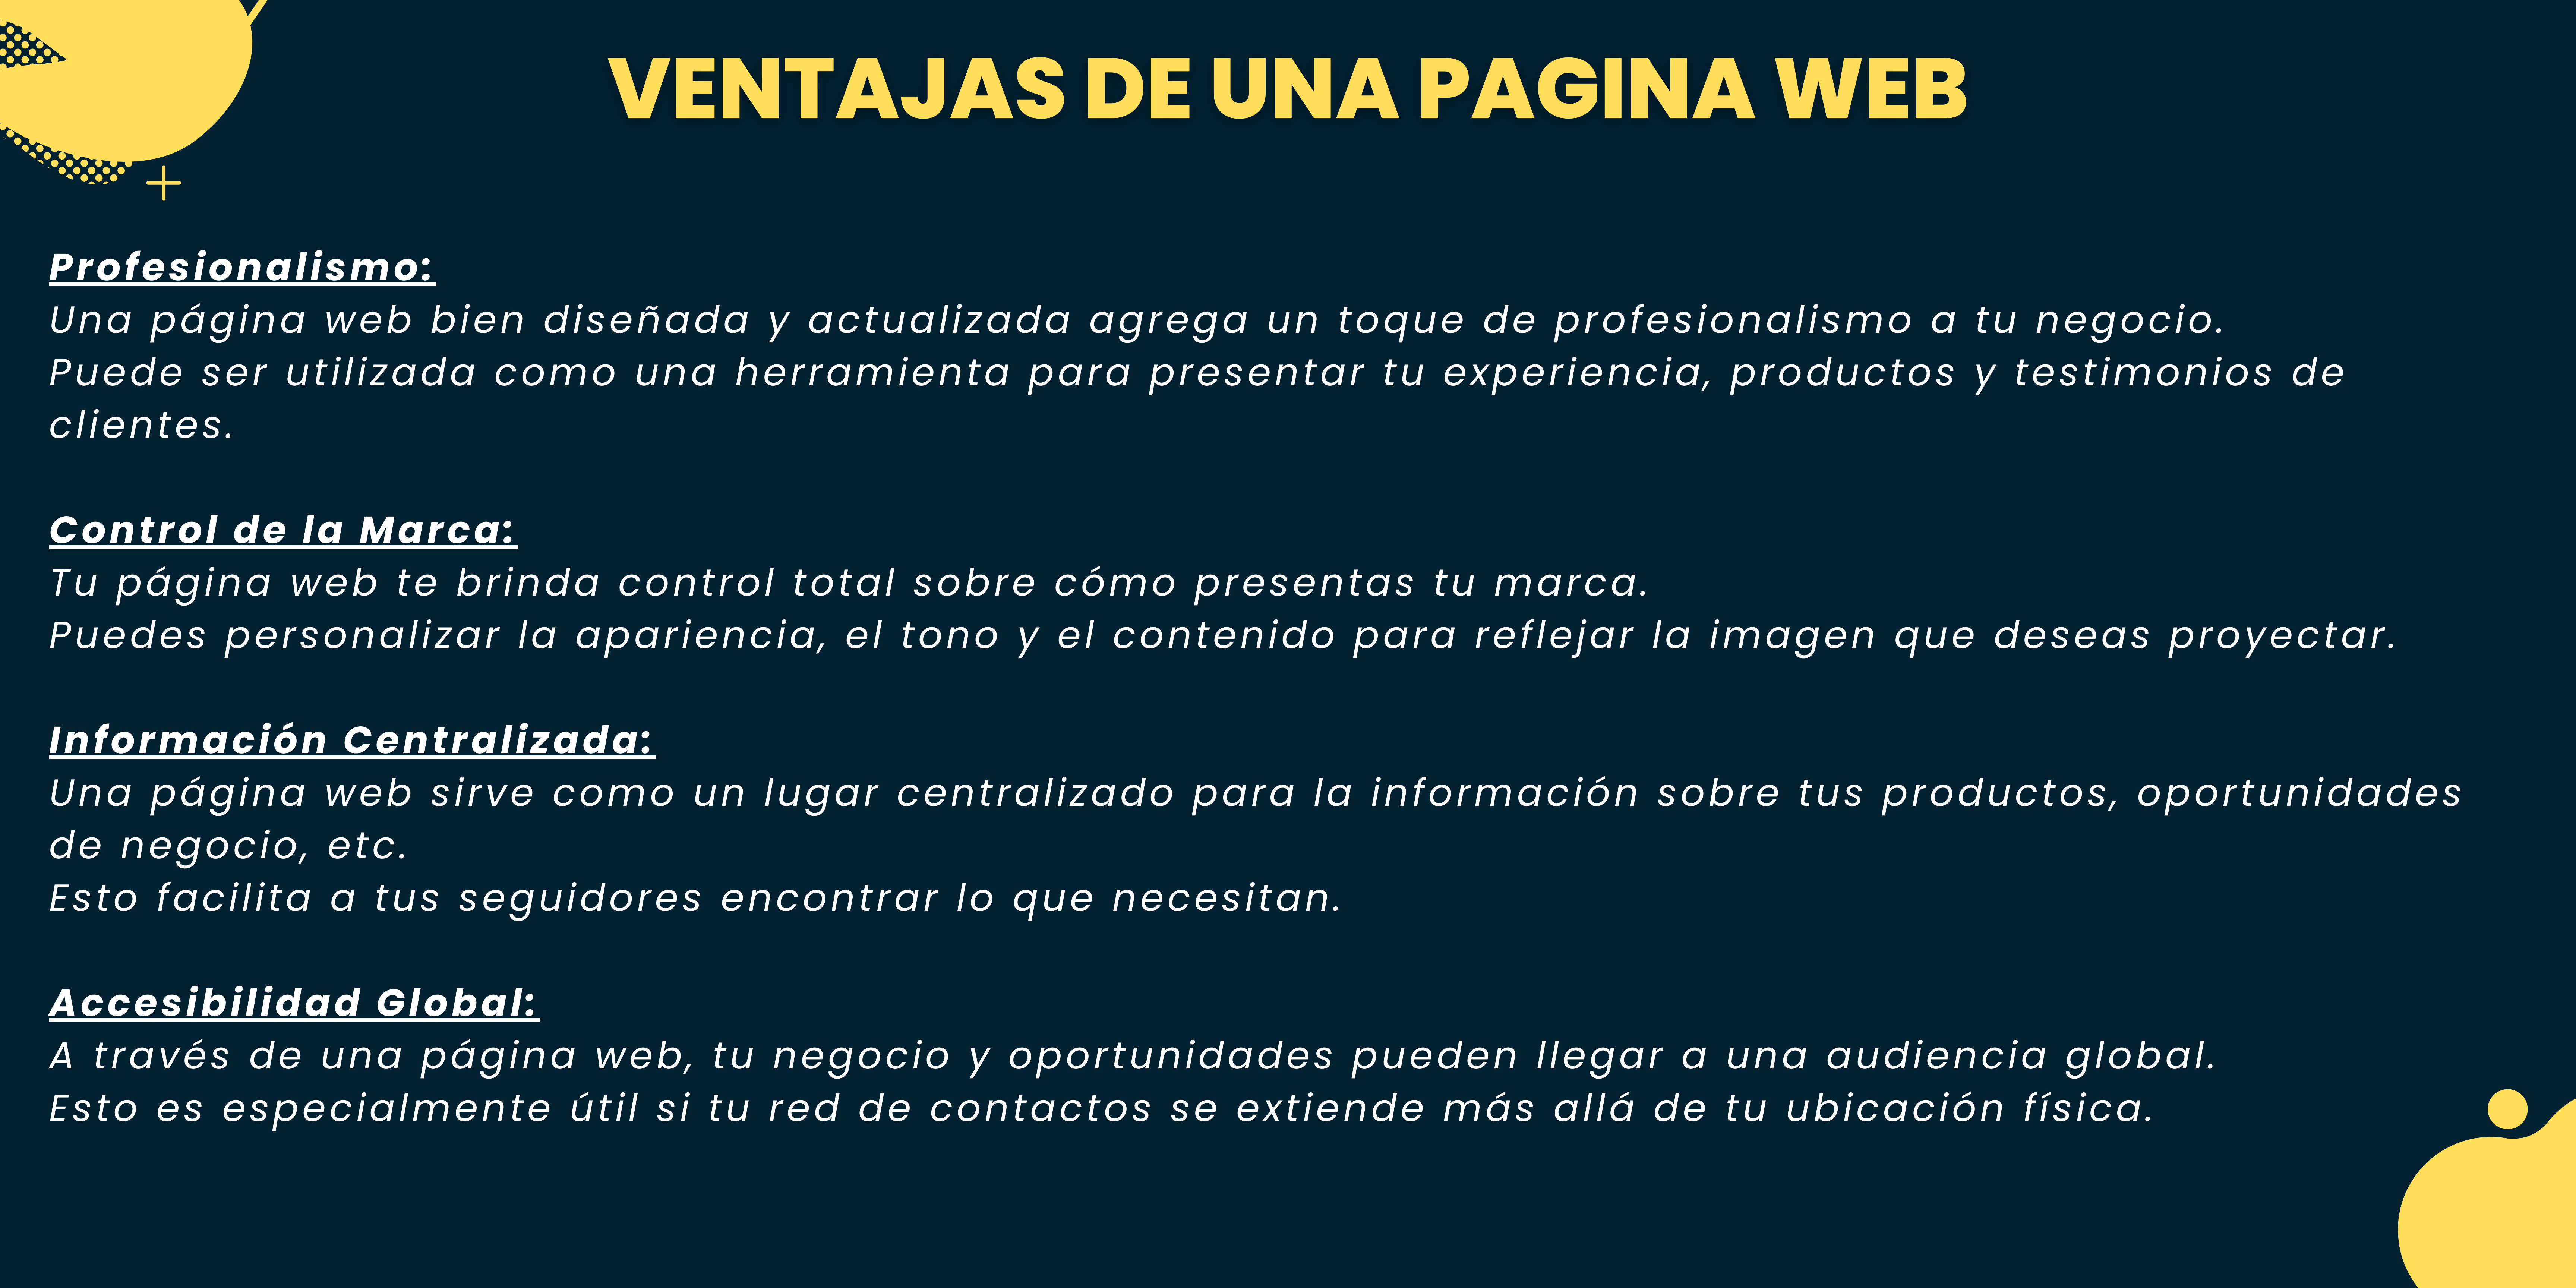 VENTAJAS DE UNA PAGINA WEB
Profesionalismo:
Una página web bien diseñada y actualizada agrega un toque de profesionalismo a tu negocio.
Puede ser utilizada como una herramienta para presentar tu experiencia, productos y testimonios de
clientes.
Control de la Marca:
Tu página web te brinda control total sobre cómo presentas tu marca.
Puedes personalizar la apariencia, el tono y el contenido para reflejar la imagen que deseas proyectar.
Información Centralizada:
Una página web sirve como un lugar centralizado para la información sobre tus productos, oportunidades
de negocio, etc.
Esto facilita a tus seguidores encontrar lo que necesitan.
Accesibilidad Global:
A través de una página web, tu negocio y oportunidades pueden llegar a una audiencia global.
Esto es especialmente útil si tu red de contactos se extiende más allá de tu ubicación física.